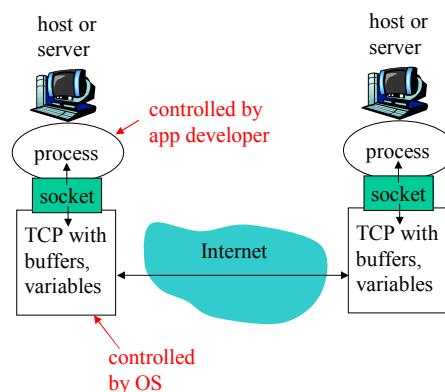 host or
server
controlled by
app developer
process
socket
TCP with
buffers,
variables
controlled
by OS
Internet
host or
server
process
socket
TCP with
buffers,
variables